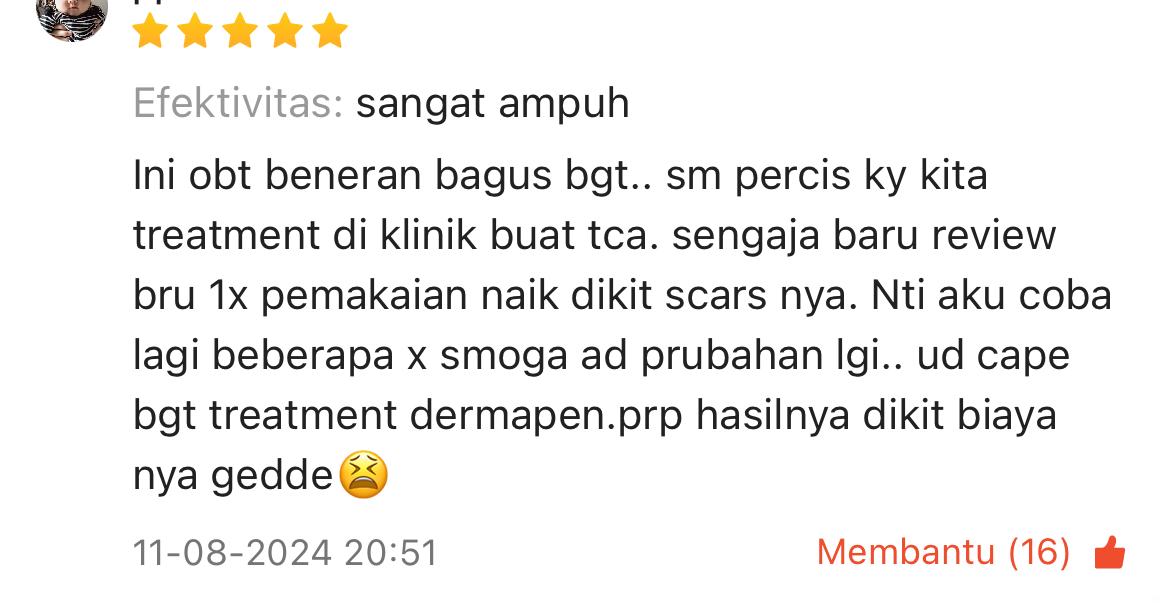 Efektivitas: sangat ampuh
Ini obt beneran bagus bgt.. sm percis ky kita
treatment di klinik buat tca. sengaja baru review
bru 1x pemakaian naik dikit scars nya. Nti aku coba
lagi beberapa x smoga ad prubahan lgi.. ud cape
bgt treatment dermapen.prp hasilnya dikit biaya
nya gedde😫
11-08-2024 20:51
Membantu (16)